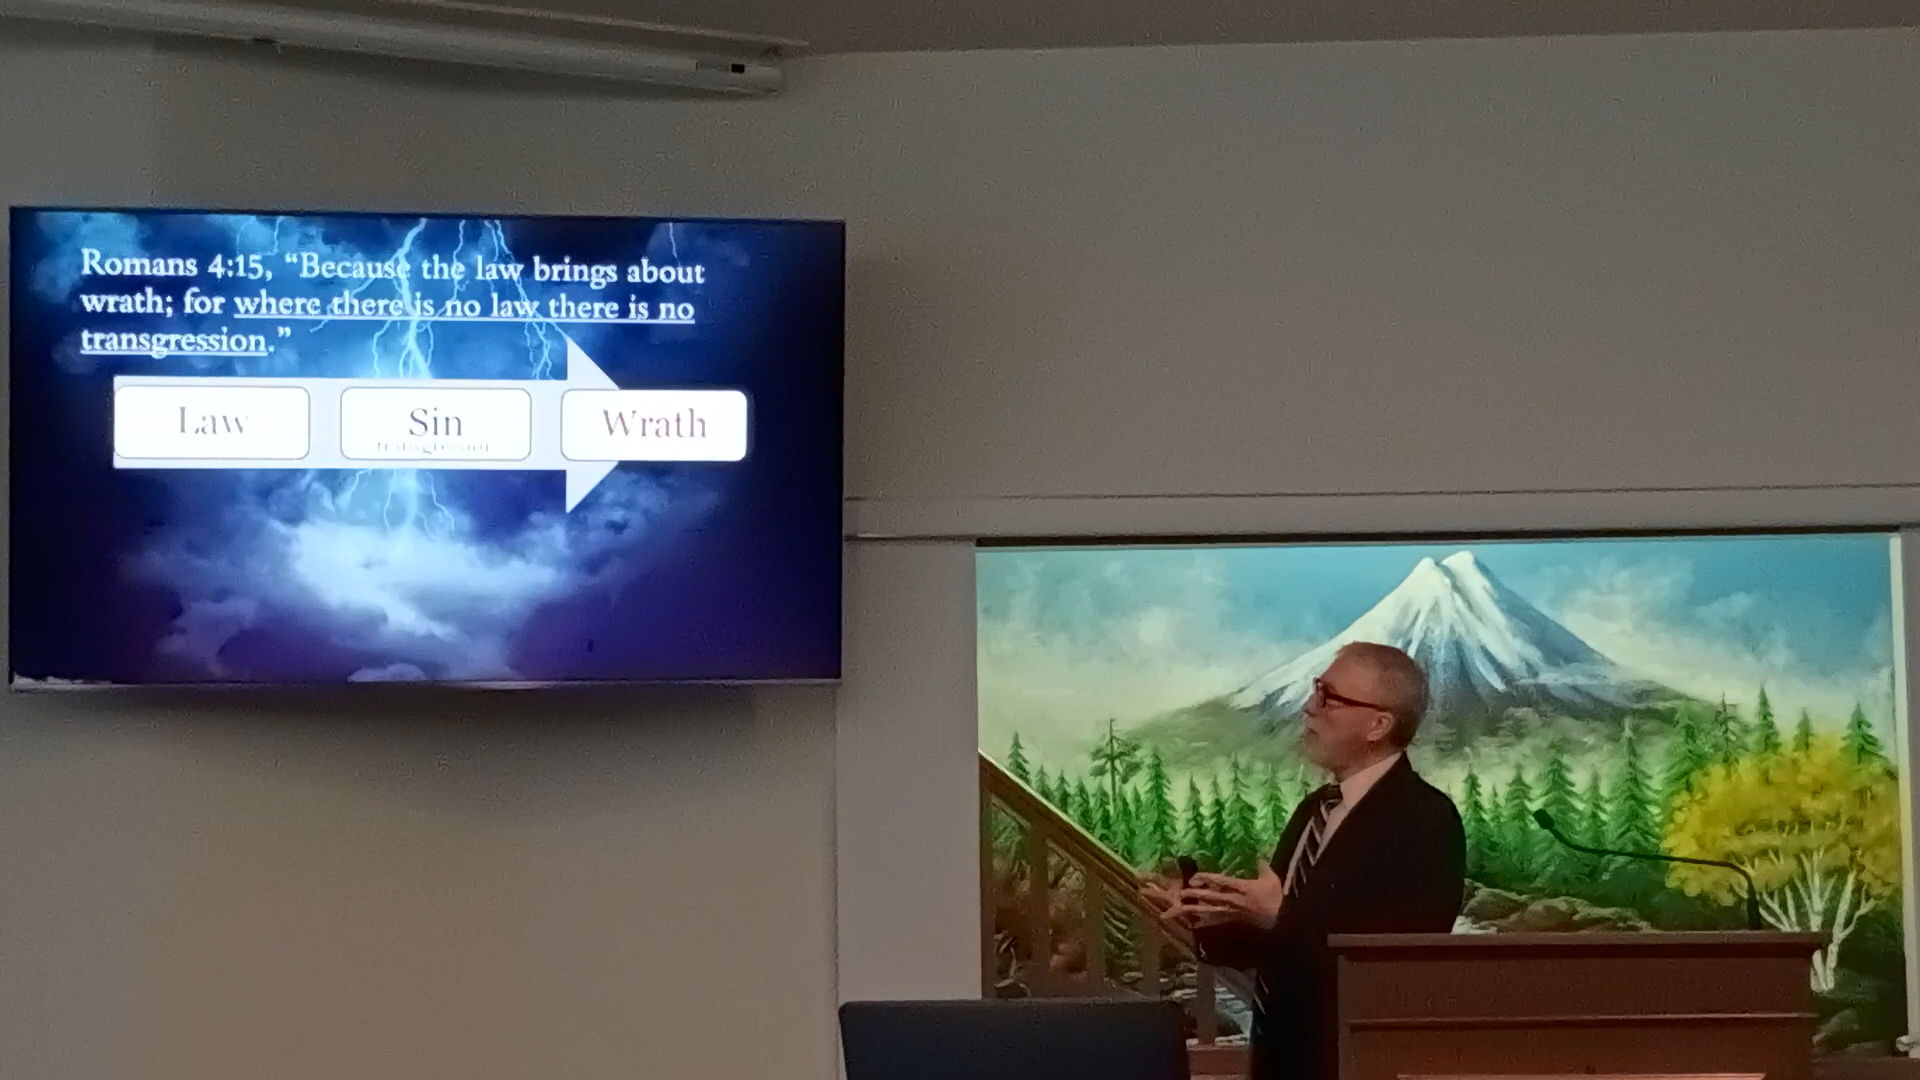 Romans 4:15, “Because the law brings about
wrath; for where there is no law there is no
transgression.”
Law
Sin
transgression
Wrath